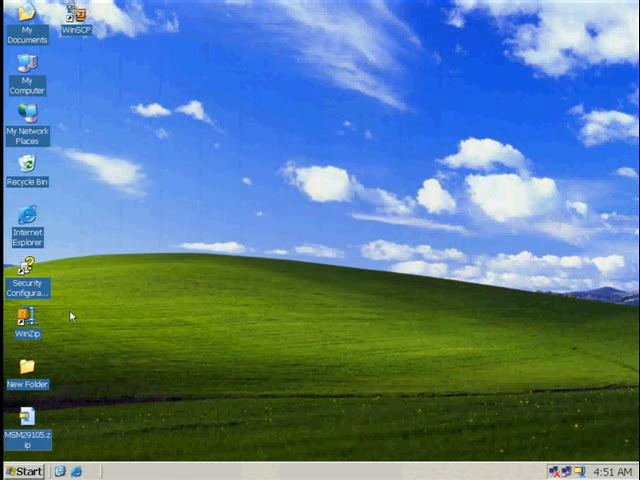 My
Documents
WinSCP
My
Computer
My Network
Places
Recycle Bin
Internet
Explorer
Security
Configura...
WinZip
New Folder
MSM29105.z
ip
Start
4:51 AM